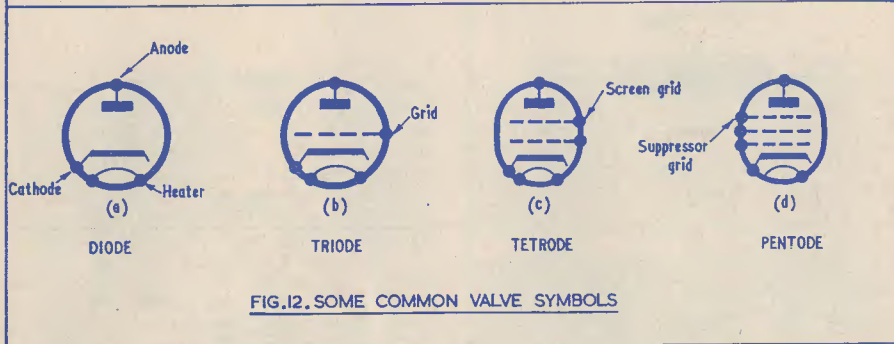 Anode
Cathode
Heater
(a)
DIODE
Grid
(b)
TRIODE
Screen grid
(c)
TETRODE
Suppressor
grid
(d)
PENTODE
FIG.12. SOME COMMON VALVE SYMBOLS